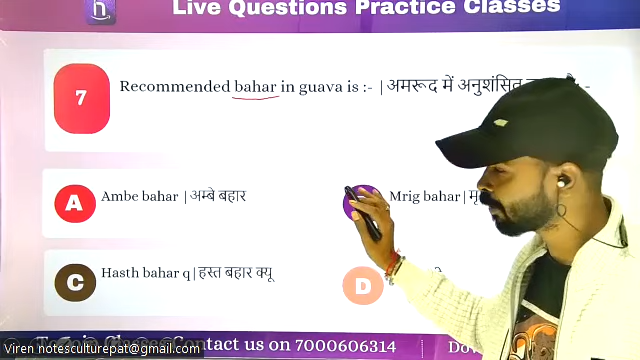 Live Questions Practice Classes
7
Recommended bahar in guava is :- | अमरूद में अनुशंसित
A Ambe bahar | अम्बे बहार
Mrig bahar|
C Hasth bahar q|हस्त बहार क्यू
D
Contact us on 7000606314
Viren notesculturepat@gmail.com